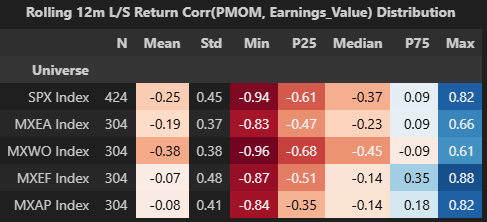 Rolling 12m L/S Return Corr(PMOM, Earnings_Value) Distribution
N Mean Std Min P25 Median P75 Max
Universe
SPX Index 424 -0.25 0.45 -0.94 -0.61 -0.37 0.09 0.82
MXEA Index 304 -0.19 0.37 -0.83 -0.47 -0.23 0.09 0.66
MXWO Index 304 -0.38 0.38 -0.96 -0.68 -0.45 -0.09 0.61
MXEF Index 304 -0.07 0.48 -0.87 -0.51 -0.14 0.35 0.88
MXAP Index 304 -0.08 0.41 -0.84 -0.35 -0.14 0.18 0.82